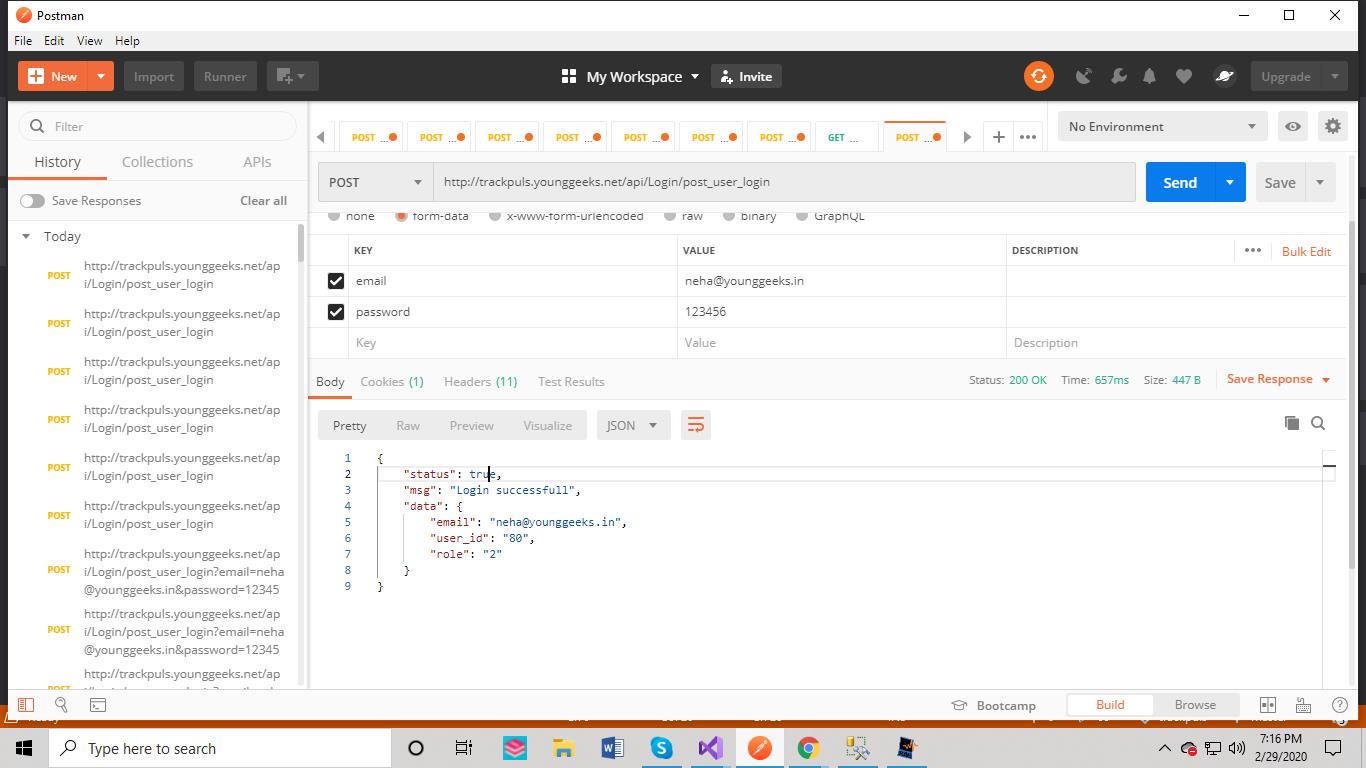 Postman
File Edit View Help
New Import Runner My Workspace Invite Upgrade
Filter
History Collections APIs
Save Responses Clear all
Today
POST http://trackpuls.younggeeks.net/ap
i/Login/post_user_login
POST http://trackpuls.younggeeks.net/ap
i/Login/post_user_login
POST http://trackpuls.younggeeks.net/ap
i/Login/post_user_login
POST http://trackpuls.younggeeks.net/ap
i/Login/post_user_login
POST http://trackpuls.younggeeks.net/ap
i/Login/post_user_login
POST http://trackpuls.younggeeks.net/ap
i/Login/post_user_login
POST http://trackpuls.younggeeks.net/ap
i/Login/post_user_login?email=neha
@younggeeks.in&password=12345
POST http://trackpuls.younggeeks.net/ap
i/Login/post_user_login?email=neha
@younggeeks.in&password=12345
POST http://trackpuls.younggeeks.net/ap
POST ... POST ... POST ... POST ... POST ... POST ... POST ... GET ... POST ... + ...
No Environment
POST http://trackpuls.younggeeks.net/api/Login/post_user_login Send Save
none form-data x-www-form-urlencoded raw binary GraphQL
KEY VALUE DESCRIPTION ... Bulk Edit
email neha@younggeeks.in
password 123456
Key Value Description
Body Cookies (1) Headers (11) Test Results Status: 200 OK Time: 657ms Size: 447 B Save Response
Pretty Raw Preview Visualize JSON
1 {
2 "status": true,
3 "msg": "Login successfull",
4 "data": {
5 "email": "neha@younggeeks.in",
6 "user_id": "80",
7 "role": "2"
8 }
9 }
Bootcamp Build Browse
Type here to search
7:16 PM
2/29/2020